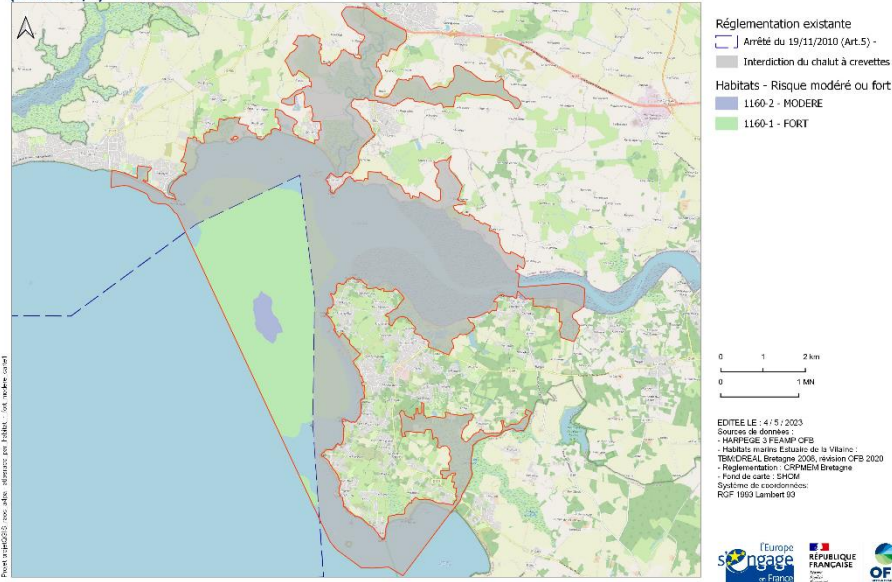 Réglementation existante
Arrêté du 19/11/2010 (Art.5) -
Interdiction du chalut à crevettes
Habitats - Risque modéré ou fort
1160-2 - MODERE
1160-1 - FORT
0 1 2 km
0 1 MN
EDITEE LE : 4 / 5 / 2023
Sources de données :
- HARPEGE 3 FEAMP OFB
- Habitats marins Estuaire de la Vilaine :
TBM/DREAL Bretagne 2008, révision OFB 2020
- Reglementation : CRPMEM Bretagne
- Fond de carte : SHOM
Système de coordonnées:
RGF 1993 Lambert 93
l'Europe
s'engage
en France
RÉPUBLIQUE
FRANÇAISE
OF